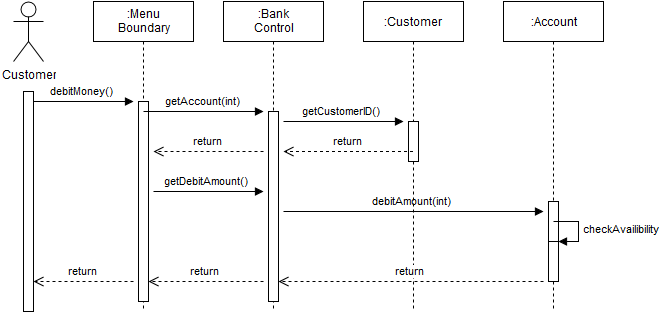 :Menu
Boundary
:Bank
Control
:Customer
:Account
Customer
debitMoney()
getAccount(int)
getCustomerID()
return
return
getDebitAmount()
debitAmount(int)
checkAvailibility
return
return
return